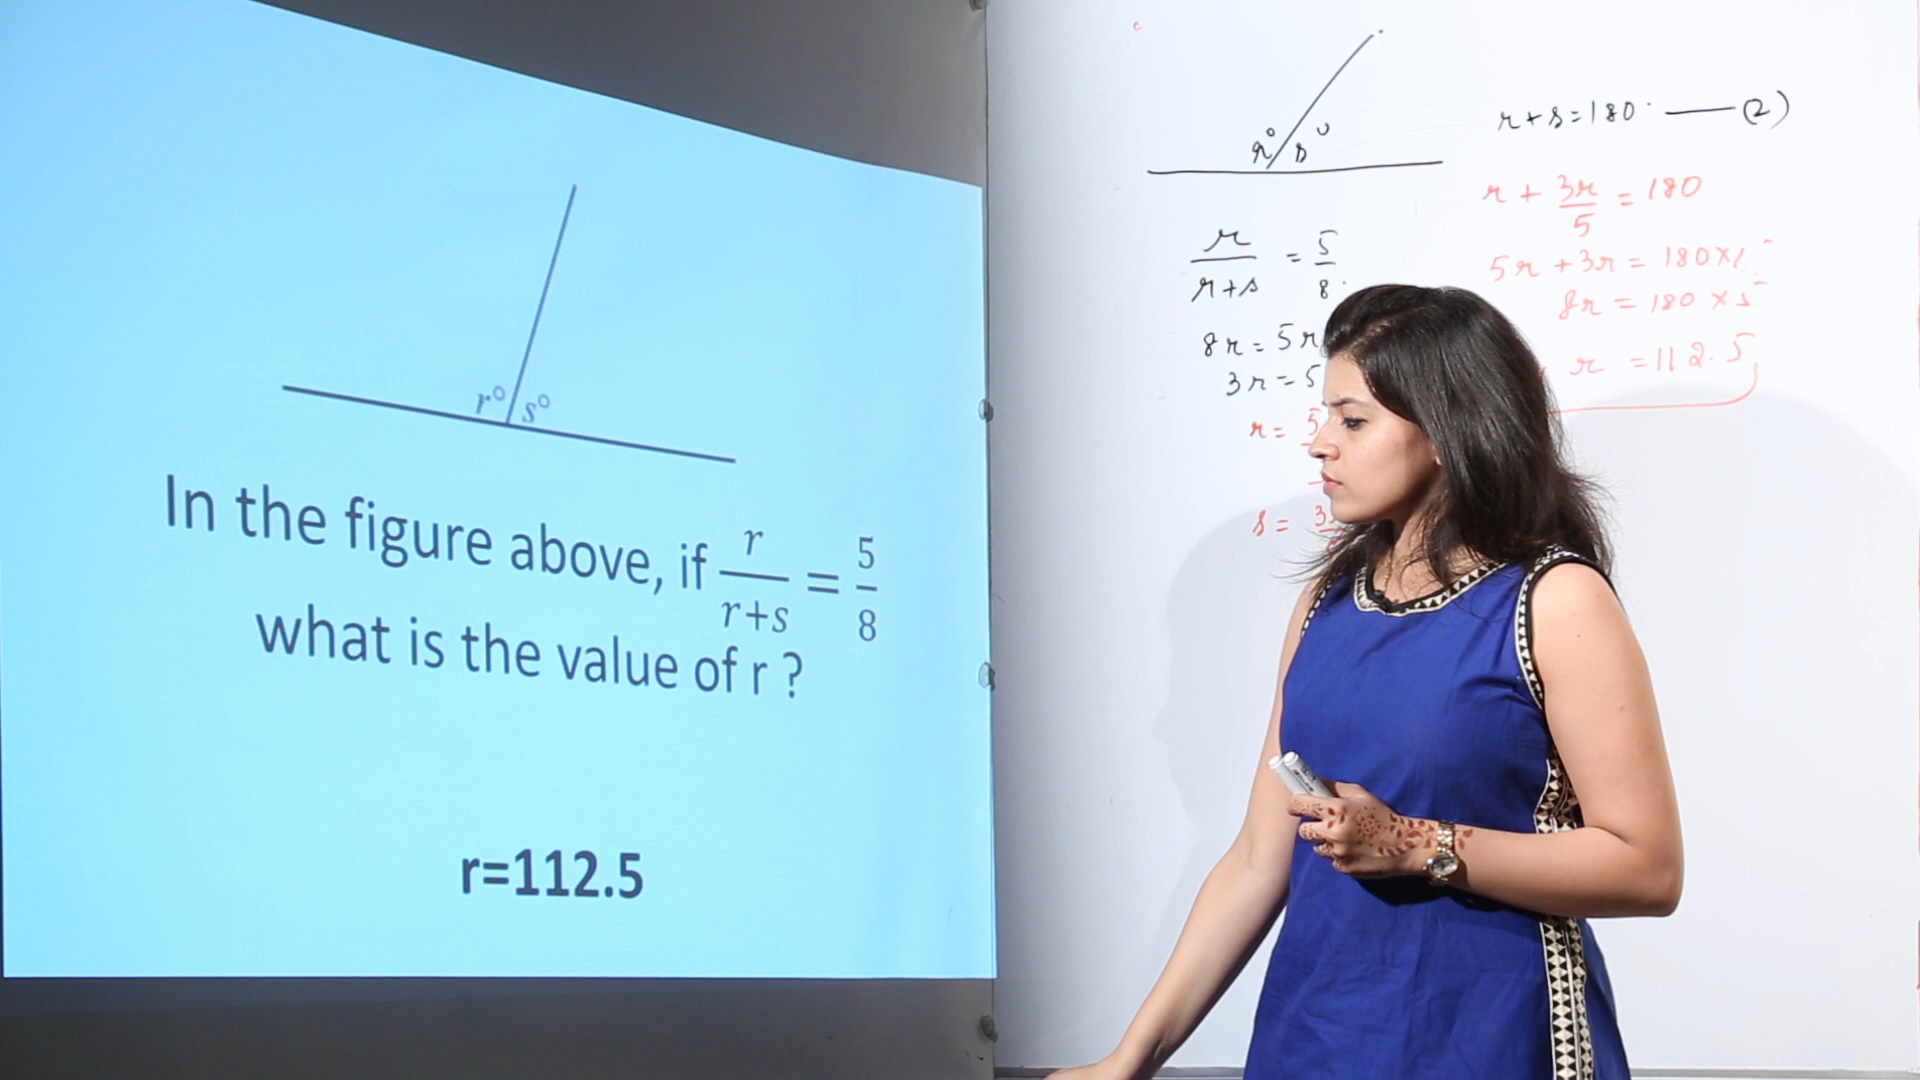 r° s°
In the figure above, if r/r+s = 5/8
what is the value of r ?
r=112.5
r° s°
r+s=180° —— (2)
r + 3r/5 = 180
5r + 3r = 180 ×
8r = 180 × 5
r = 112.5
r/r+s = 5/8
8r = 5r
3r = 5
r = 5
s = 3